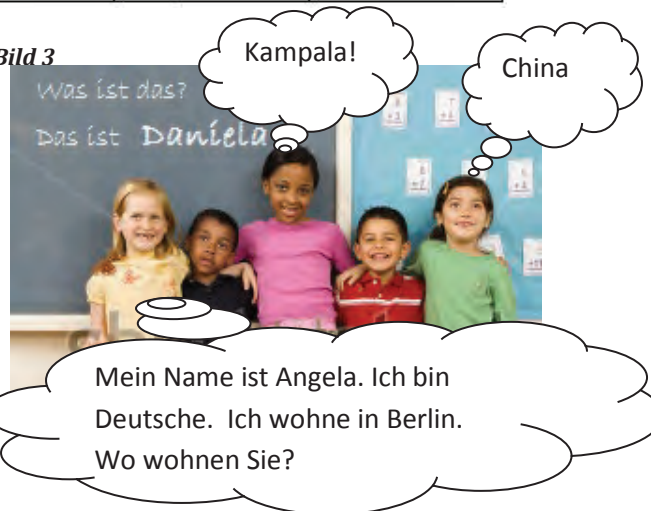 Bild 3
Kampala!
China
Was ist das?
Das ist Daniela
Mein Name ist Angela. Ich bin
Deutsche. Ich wohne in Berlin.
Wo wohnen Sie?